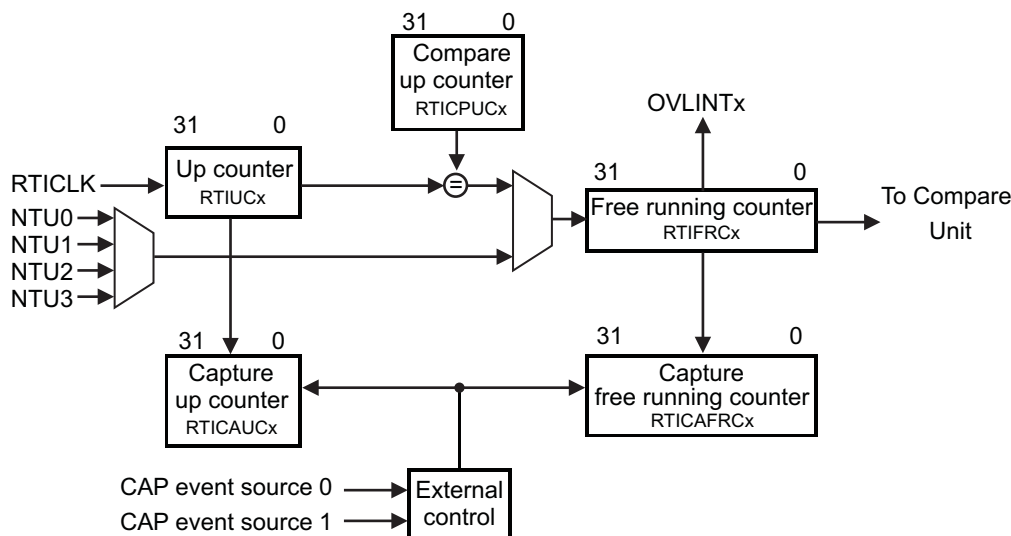 31 0
Compare
up counter
RTICPUCx
OVLINTx
31 0
Up counter
RTIUCx
RTICLK
NTU0
NTU1
NTU2
NTU3
=
31 0
Free running counter
RTIFRCx
To Compare
Unit
31 0
Capture
up counter
RTICAUCx
31 0
Capture
free running counter
RTICAFRCx
CAP event source 0
CAP event source 1
External
control